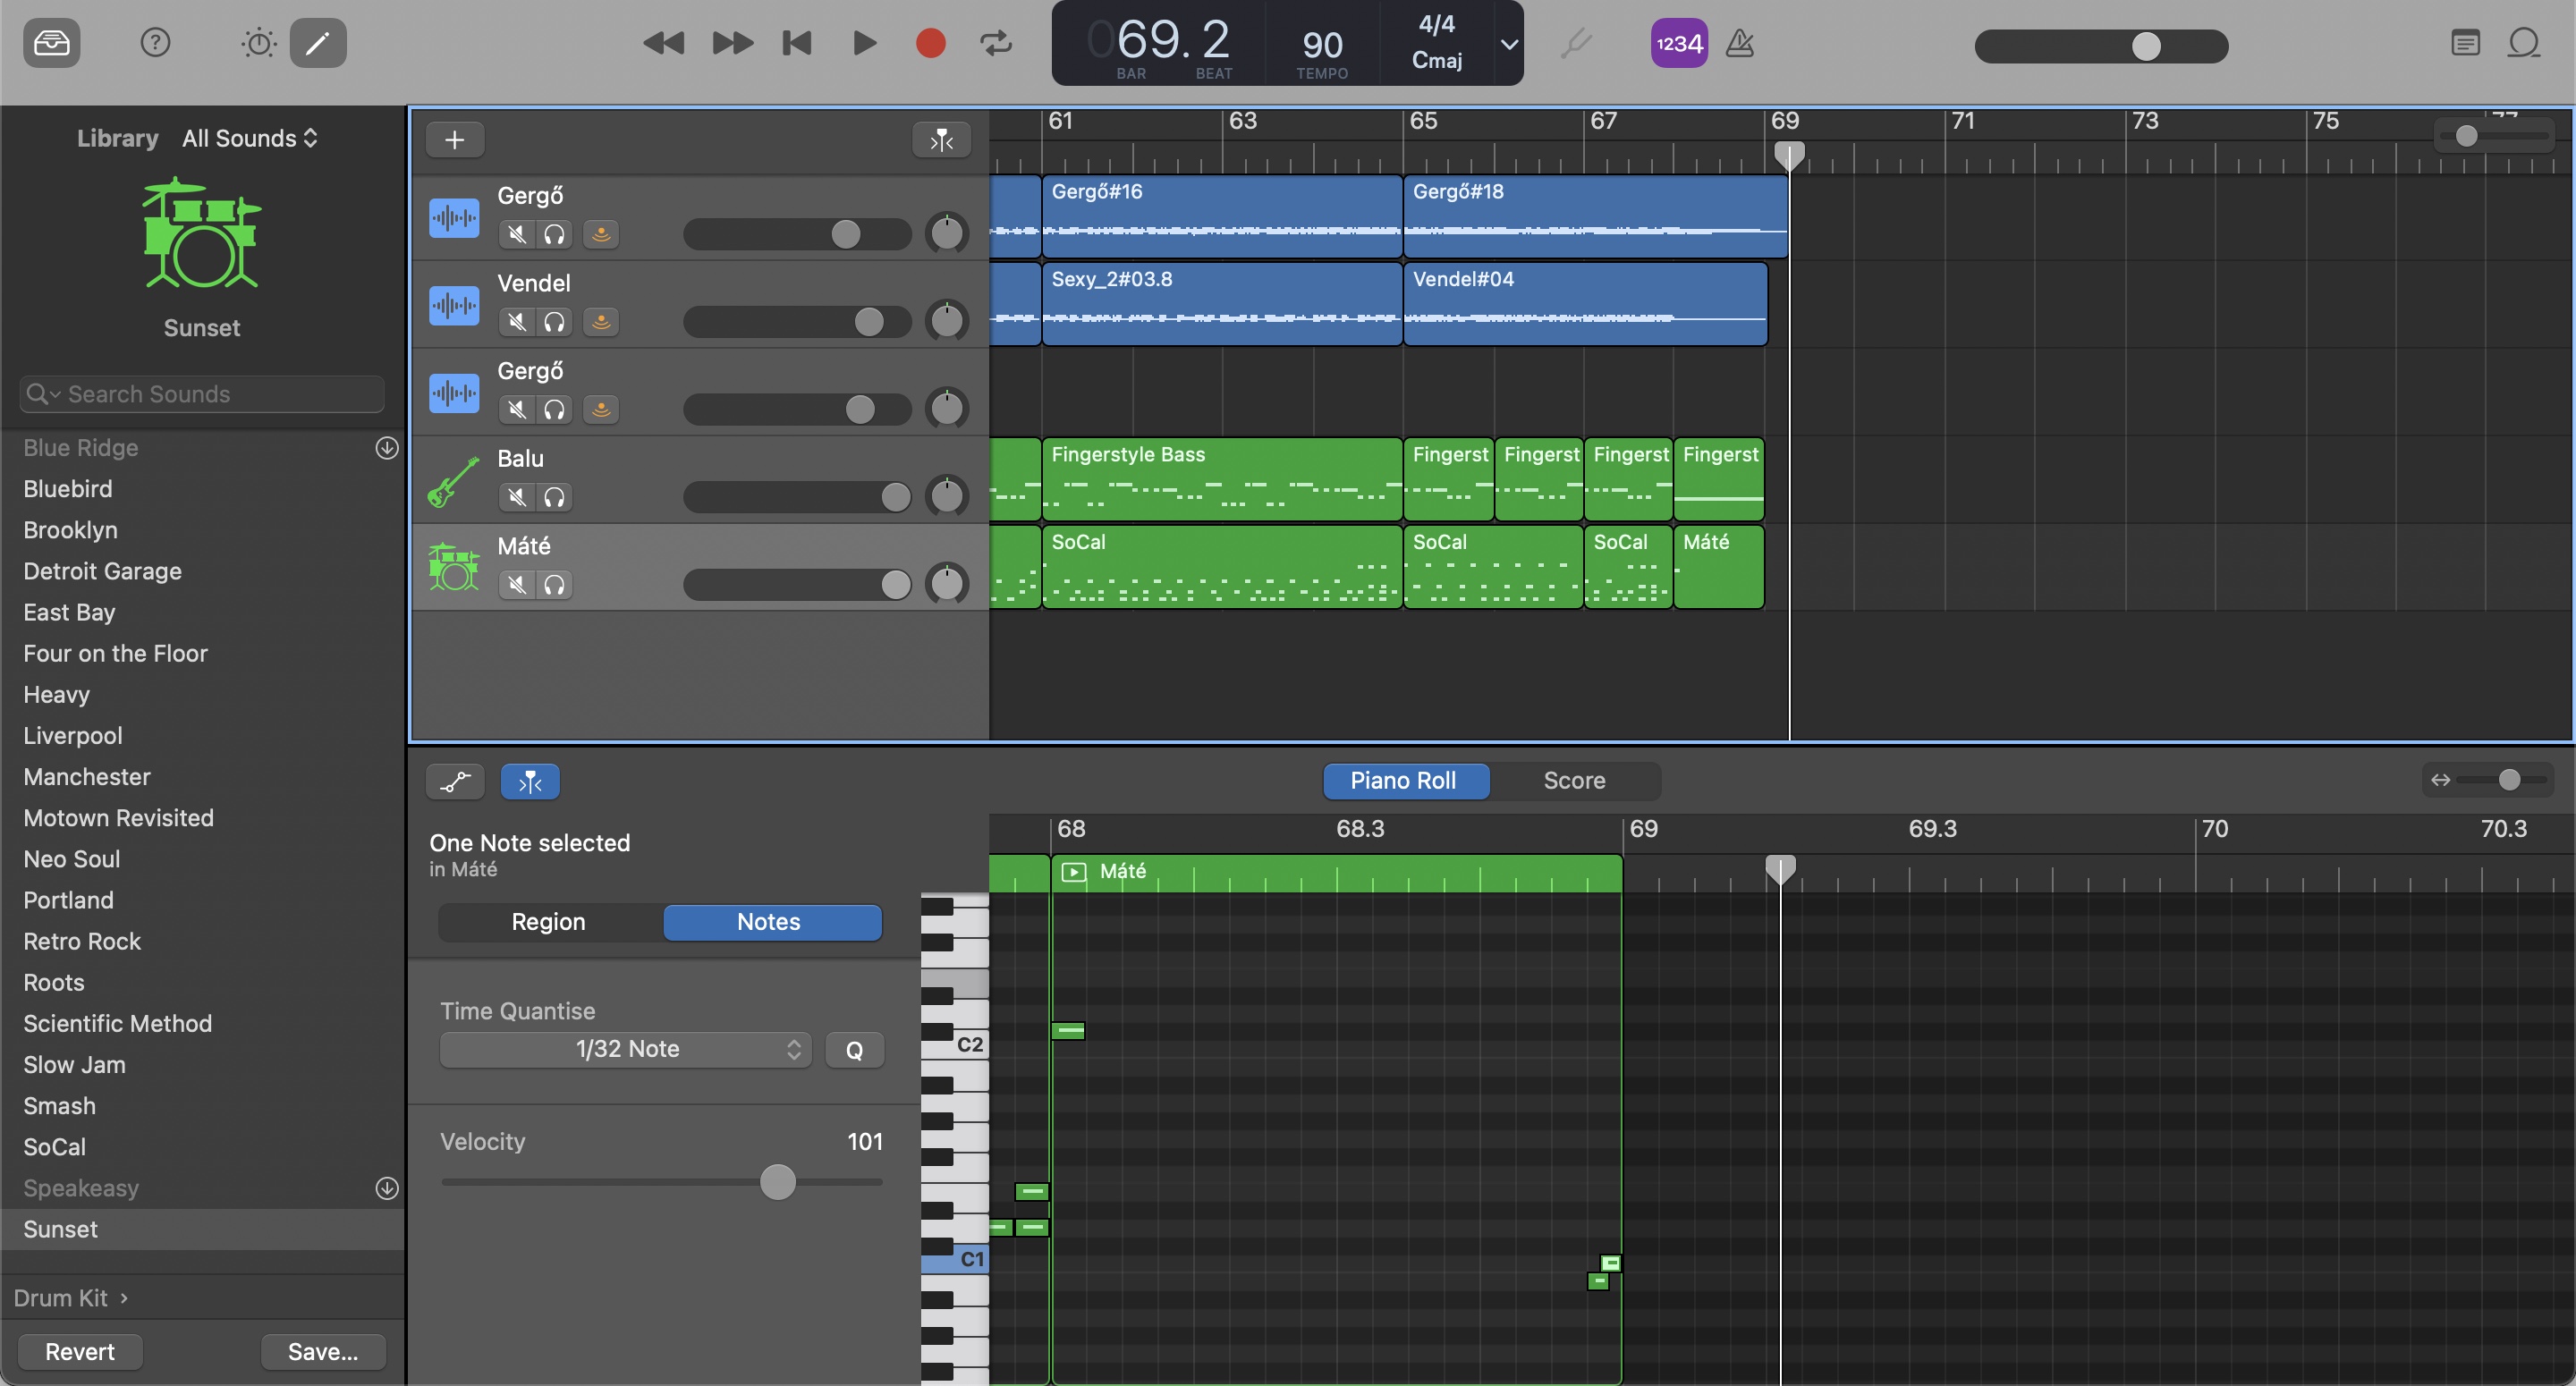 069. 2
BAR
BEAT
90
TEMPO
4/4
Cmaj
1234
Library All Sounds
Sunset
Search Sounds
Blue Ridge
Bluebird
Brooklyn
Detroit Garage
East Bay
Four on the Floor
Heavy
Liverpool
Manchester
Motown Revisited
Neo Soul
Portland
Retro Rock
Roots
Scientific Method
Slow Jam
Smash
SoCal
Speakeasy
Sunset
Drum Kit
Revert
Save...
61 63 65 67 69 71 73 75
Gergő
Gergő#16
Gergő#18
Vendel
Sexy_2#03.8
Vendel#04
Gergő
Balu
Fingerstyle Bass
Fingerst
Fingerst
Fingerst
Fingerst
Máté
SoCal
SoCal
SoCal
Máté
Piano Roll
Score
One Note selected
in Máté
Region
Notes
Time Quantise
1/32 Note
Q
Velocity
101
68 68.3 69 69.3 70 70.3
Máté
C2
C1